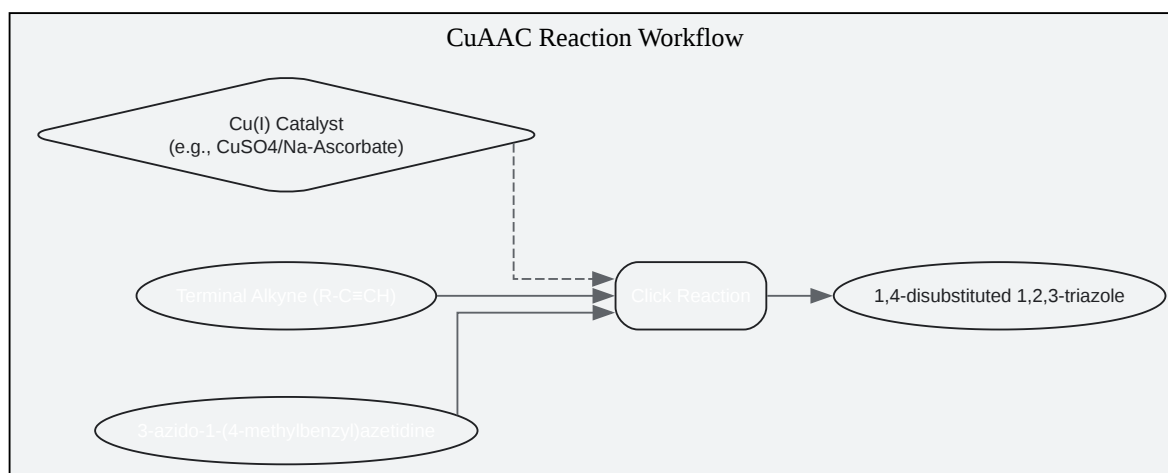 CuAAC Reaction Workflow
Cu(I) Catalyst
(e.g., CuSO4/Na-Ascorbate)
Terminal Alkyne (R-C≡CH)
Click Reaction
1,4-disubstituted 1,2,3-triazole
3-azido-1-(4-methylbenzyl)azetidine